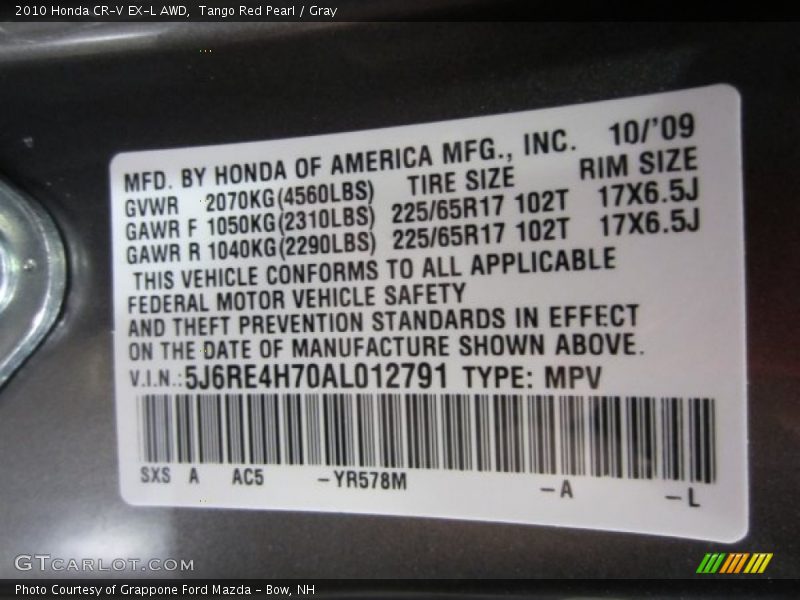 2010 Honda CR-V EX-L AWD, Tango Red Pearl / Gray
MFD. BY HONDA OF AMERICA MFG., INC. 10/'09
GVWR 2070KG(4560LBS) TIRE SIZE RIM SIZE
GAWR F 1050KG(2310LBS) 225/65R17 102T 17X6.5J
GAWR R 1040KG(2290LBS) 225/65R17 102T 17X6.5J
THIS VEHICLE CONFORMS TO ALL APPLICABLE
FEDERAL MOTOR VEHICLE SAFETY
AND THEFT PREVENTION STANDARDS IN EFFECT
ON THE DATE OF MANUFACTURE SHOWN ABOVE.
V.I.N.:5J6RE4H70AL012791 TYPE: MPV
SXS A AC5 -YR578M -A -L
GTCARLOT.COM
Photo Courtesy of Grappone Ford Mazda - Bow, NH